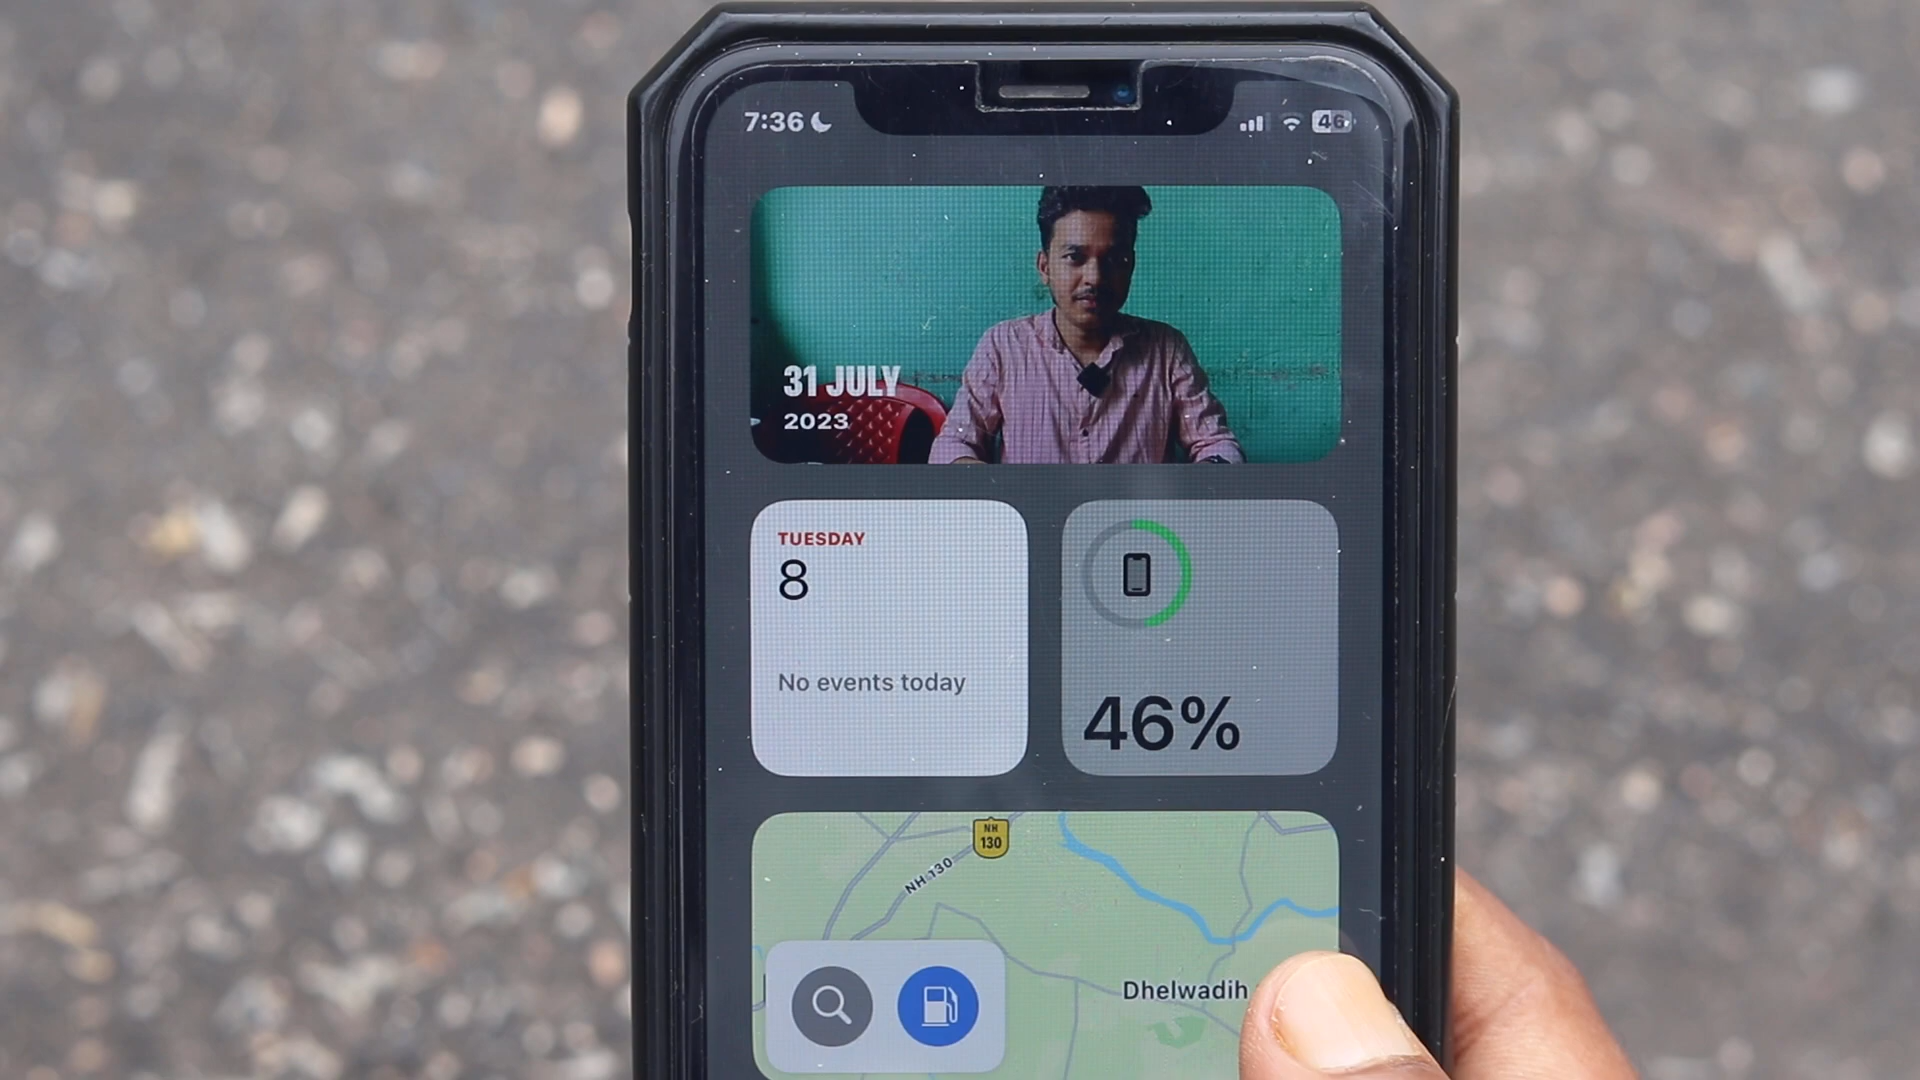 7:36
46
31 JULY
2023
TUESDAY
8
No events today
46%
NH
130
NH 130
Dhelwadih